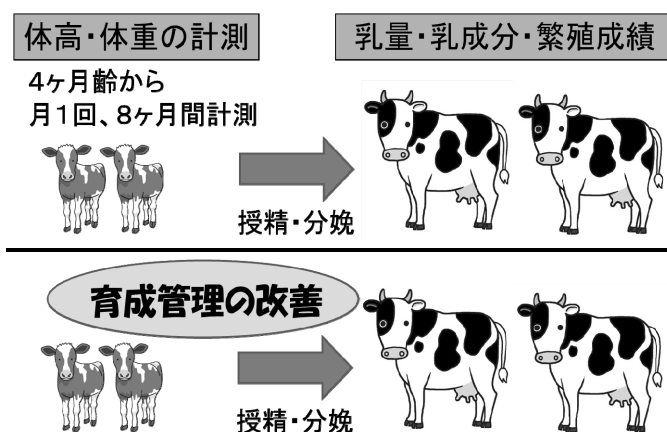 体高・体重の計測
乳量・乳成分・繁殖成績
4ヶ月齢から
月1回、8ヶ月間計測
授精・分娩
育成管理の改善
授精・分娩